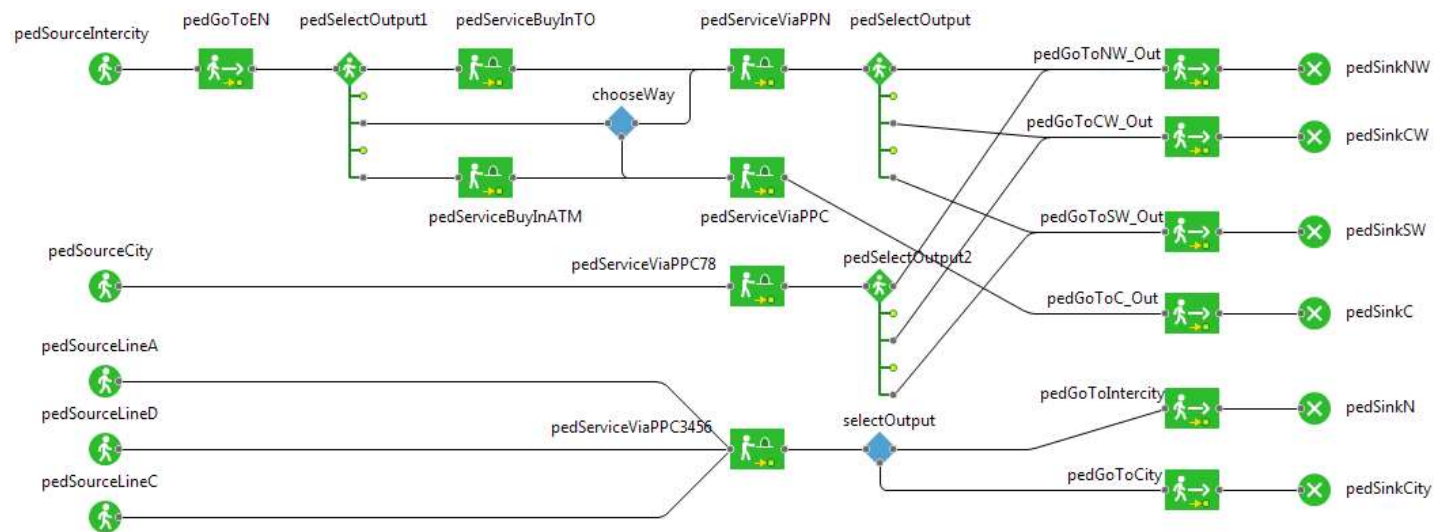 pedSourceIntercity
pedGoToEN
pedSelectOutput1
pedServiceBuyInTO
pedServiceViaPPN
pedSelectOutput
pedGoToNW_Out
pedSinkNW
chooseWay
pedGoToCW_Out
pedSinkCW
pedServiceBuyInATM
pedServiceViaPPC
pedGoToSW_Out
pedSinkSW
pedSourceCity
pedServiceViaPPC78
pedSelectOutput2
pedGoToC_Out
pedSinkC
pedSourceLineA
pedGoToIntercity
pedSinkN
pedSourceLineD
pedServiceViaPPC3456
selectOutput
pedSourceLineC
pedGoToCity
pedSinkCity